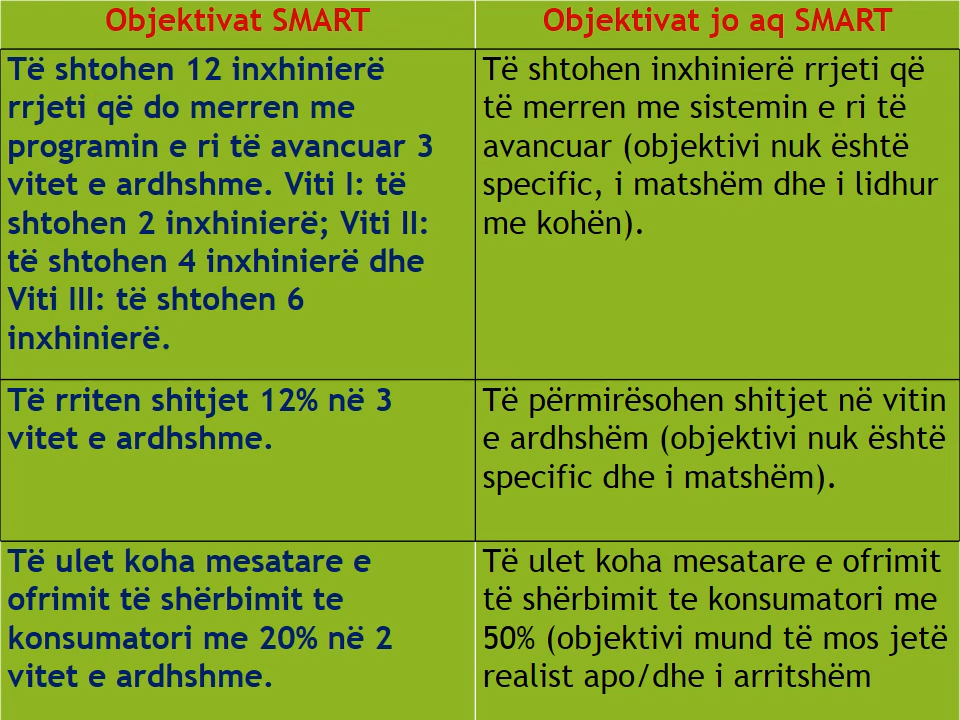 Objektivat SMART
Objektivat jo aq SMART
Të shtohen 12 inxhinierë
rrjeti që do merren me
programin e ri të avancuar 3
vitet e ardhshme. Viti I: të
shtohen 2 inxhinierë; Viti II:
të shtohen 4 inxhinierë dhe
Viti III: të shtohen 6
inxhinierë.
Të shtohen inxhinierë rrjeti që
të merren me sistemin e ri të
avancuar (objektivi nuk është
specific, i matshëm dhe i lidhur
me kohën).
Të rriten shitjet 12% në 3
vitet e ardhshme.
Të përmirësohen shitjet në vitin
e ardhshëm (objektivi nuk është
specific dhe i matshëm).
Të ulet koha mesatare e
ofrimit të shërbimit te
konsumatori me 20% në 2
vitet e ardhshme.
Të ulet koha mesatare e ofrimit
të shërbimit te konsumatori me
50% (objektivi mund të mos jetë
realist apo/dhe i arritshëm